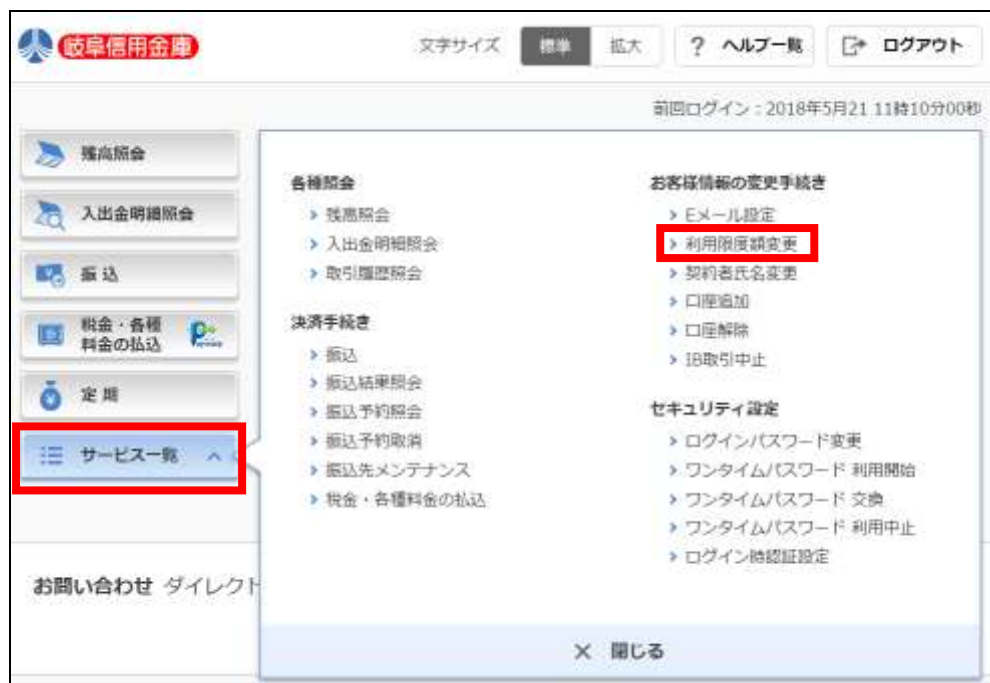 岐阜信用金庫
文字サイズ 標準 拡大 ? ヘルプ一覧 ログアウト
前回ログイン：2018年5月21 11時10分00秒
残高照会
入出金明細照会
振込
税金・各種
料金の払込
定期
サービス一覧
各種照会
残高照会
入出金明細照会
取引履歴照会
決済手続き
振込
振込結果照会
振込予約照会
振込予約取消
振込先メンテナンス
税金・各種料金の払込
お客様情報の変更手続き
Eメール設定
利用限度額変更
契約者氏名変更
口座追加
口座解除
IB取引中止
セキュリティ設定
ログインパスワード変更
ワンタイムパスワード 利用開始
ワンタイムパスワード 交換
ワンタイムパスワード 利用中止
ログイン時認証設定
お問い合わせ ダイレクト
× 閉じる